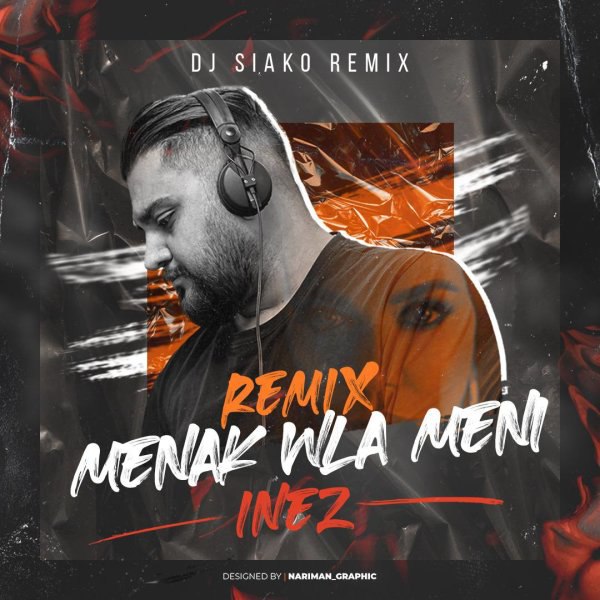 DJ SIAKO REMIX
REMIX
MENAK WLA MENI
INEZ
DESIGNED BY | NARIMAN_GRAPHIC